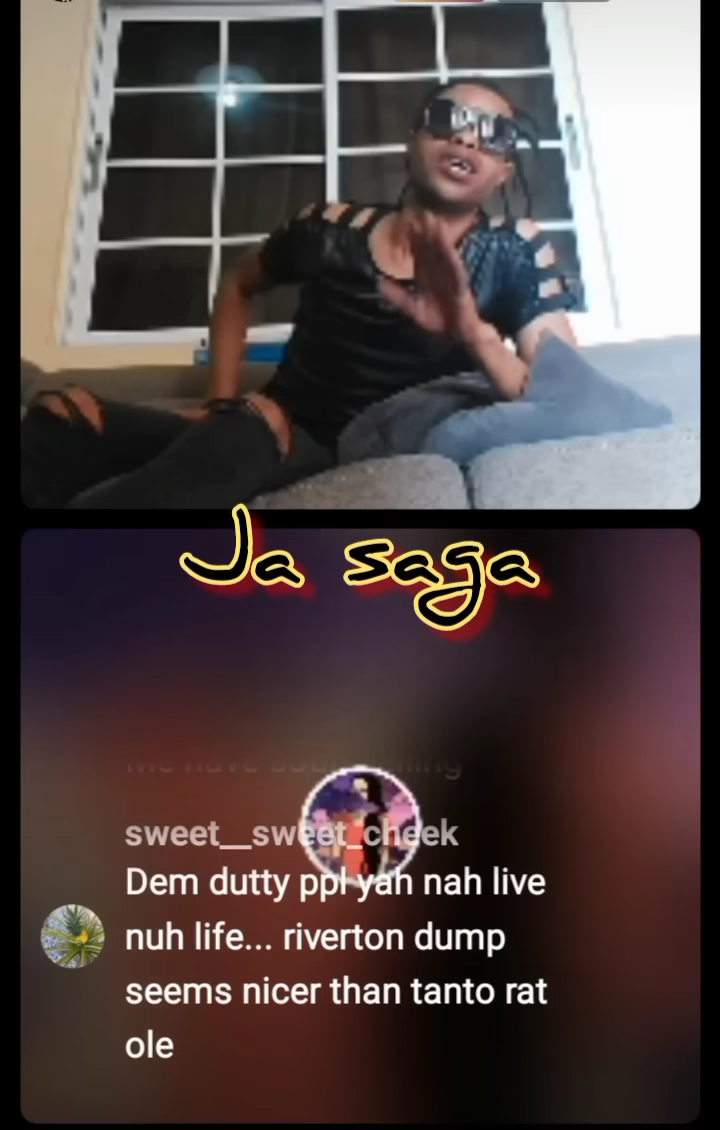 Ja saga
sweet__sweet_cheek
Dem dutty ppl yah nah live
nuh life... riverton dump
seems nicer than tanto rat
ole